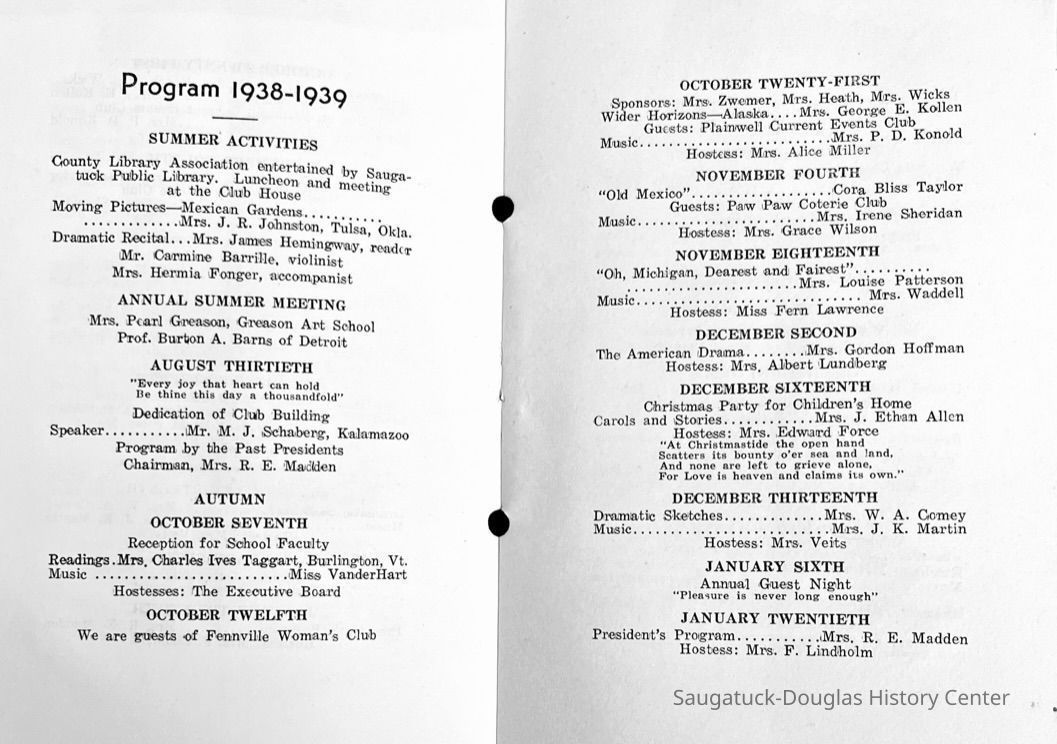 Program 1938-1939
SUMMER ACTIVITIES
County Library Association entertained by Sauga-
tuck Public Library. Luncheon and meeting
at the Club House
Moving Pictures—Mexican Gardens..........
............Mrs. J. R. Johnston, Tulsa, Okla.
Dramatic Recital...Mrs. James Hemingway, reader
Mr. Carmine Barrille, violinist
Mrs. Hermia Fonger, accompanist
ANNUAL SUMMER MEETING
Mrs. Pearl Greason, Greason Art School
Prof. Burton A. Barns of Detroit
AUGUST THIRTIETH
"Every joy that heart can hold
Be thine this day a thousandfold"
Dedication of Club Building
Speaker...........Mr. M. J. Schaberg, Kalamazoo
Program by the Past Presidents
Chairman, Mrs. R. E. Madden
AUTUMN
OCTOBER SEVENTH
Reception for School Faculty
Readings.Mrs. Charles Ives Taggart, Burlington, Vt.
Music .........................Miss VanderHart
Hostesses: The Executive Board
OCTOBER TWELFTH
We are guests of Fennville Woman's Club
OCTOBER TWENTY-FIRST
Sponsors: Mrs. Zwemer, Mrs. Heath, Mrs. Wicks
Wider Horizons—Alaska....Mrs. George E. Kollen
Guests: Plainwell Current Events Club
Music.........................Mrs. P. D. Konold
Hostess: Mrs. Alice Miller
NOVEMBER FOURTH
"Old Mexico"..................Cora Bliss Taylor
Guests: Paw Paw Coterie Club
Music.......................Mrs. Irene Sheridan
Hostess: Mrs. Grace Wilson
NOVEMBER EIGHTEENTH
"Oh, Michigan, Dearest and Fairest"..........
......................Mrs. Louise Patterson
Music............................. Mrs. Waddell
Hostess: Miss Fern Lawrence
DECEMBER SECOND
The American Drama........Mrs. Gordon Hoffman
Hostess: Mrs. Albert Lundberg
DECEMBER SIXTEENTH
Christmas Party for Children's Home
Carols and Stories............Mrs. J. Ethan Allen
Hostess: Mrs. Edward Force
"At Christmastide the open hand
Scatters its bounty o'er sea and land,
And none are left to grieve alone,
For Love is heaven and claims its own."
DECEMBER THIRTEENTH
Dramatic Sketches.............Mrs. W. A. Comey
Music..........................Mrs. J. K. Martin
Hostess: Mrs. Veits
JANUARY SIXTH
Annual Guest Night
"Pleasure is never long enough"
JANUARY TWENTIETH
President's Program...........Mrs. R. E. Madden
Hostess: Mrs. F. Lindholm
Saugatuck-Douglas History Center